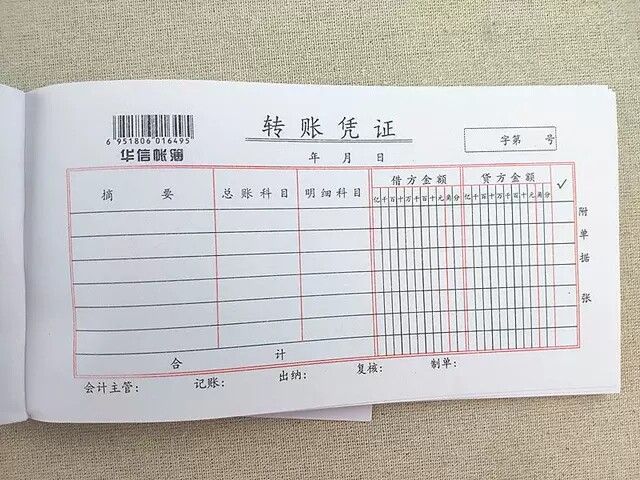 6 951806 016495
华信帐簿
转账凭证
年 月 日
字第 号
摘 要 总账科目 明细科目 借方金额 贷方金额 ✓
亿千百十万千百十元角分 亿千百十万千百十元角分
附单据 张
合 计
会计主管: 记账: 出纳: 复核: 制单: